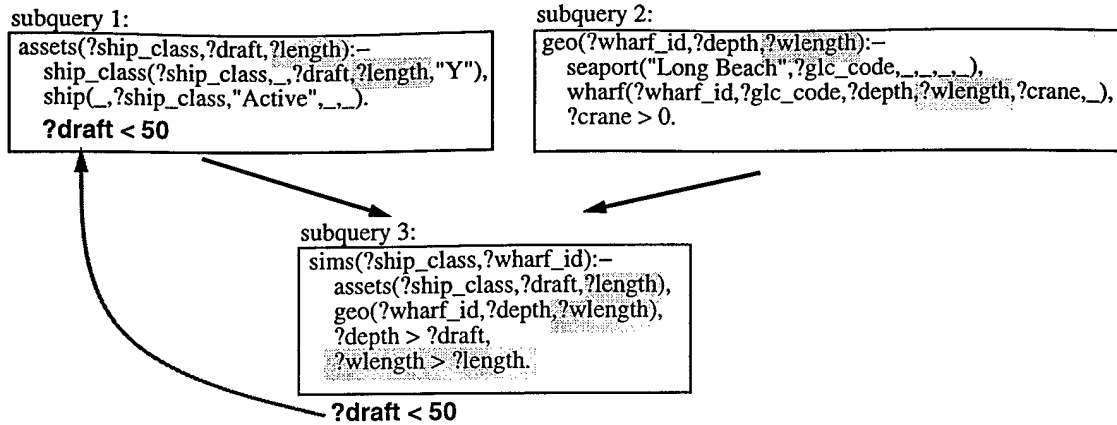 subquery 1:
assets(?ship_class,?draft,?length):–
ship_class(?ship_class,_,?draft,?length,"Y"),
ship(_,?ship_class,"Active",_,_).
?draft < 50
subquery 2:
geo(?wharf_id,?depth,?wlength):–
seaport("Long Beach",?glc_code,_,_,_,_),
wharf(?wharf_id,?glc_code,?depth,?wlength,?crane,_),
?crane > 0.
subquery 3:
sims(?ship_class,?wharf_id):–
assets(?ship_class,?draft,?length),
geo(?wharf_id,?depth,?wlength),
?depth > ?draft,
?wlength > ?length.
?draft < 50